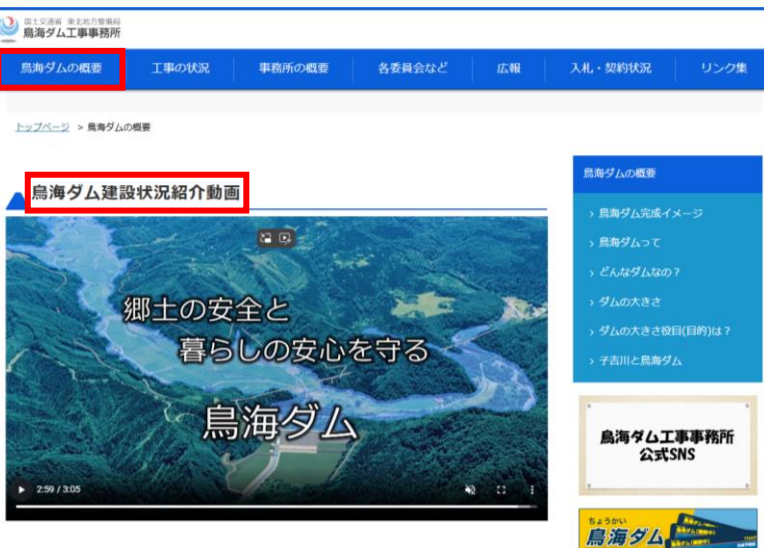 国土交通省 東北地方整備局
鳥海ダム工事事務所
鳥海ダムの概要
工事の状況
事務所の概要
各委員会など
広報
入札・契約状況
リンク集
トップページ > 鳥海ダムの概要
鳥海ダム建設状況紹介動画
郷土の安全と
暮らしの安心を守る
鳥海ダム
2:59 / 3:05
鳥海ダムの概要
› 鳥海ダム完成イメージ
› 鳥海ダムって
› どんなダムなの？
› ダムの大きさ
› ダムの大きさ役目(目的)は？
› 子吉川と鳥海ダム
鳥海ダム工事事務所
公式SNS
ちょうかい
鳥海ダム